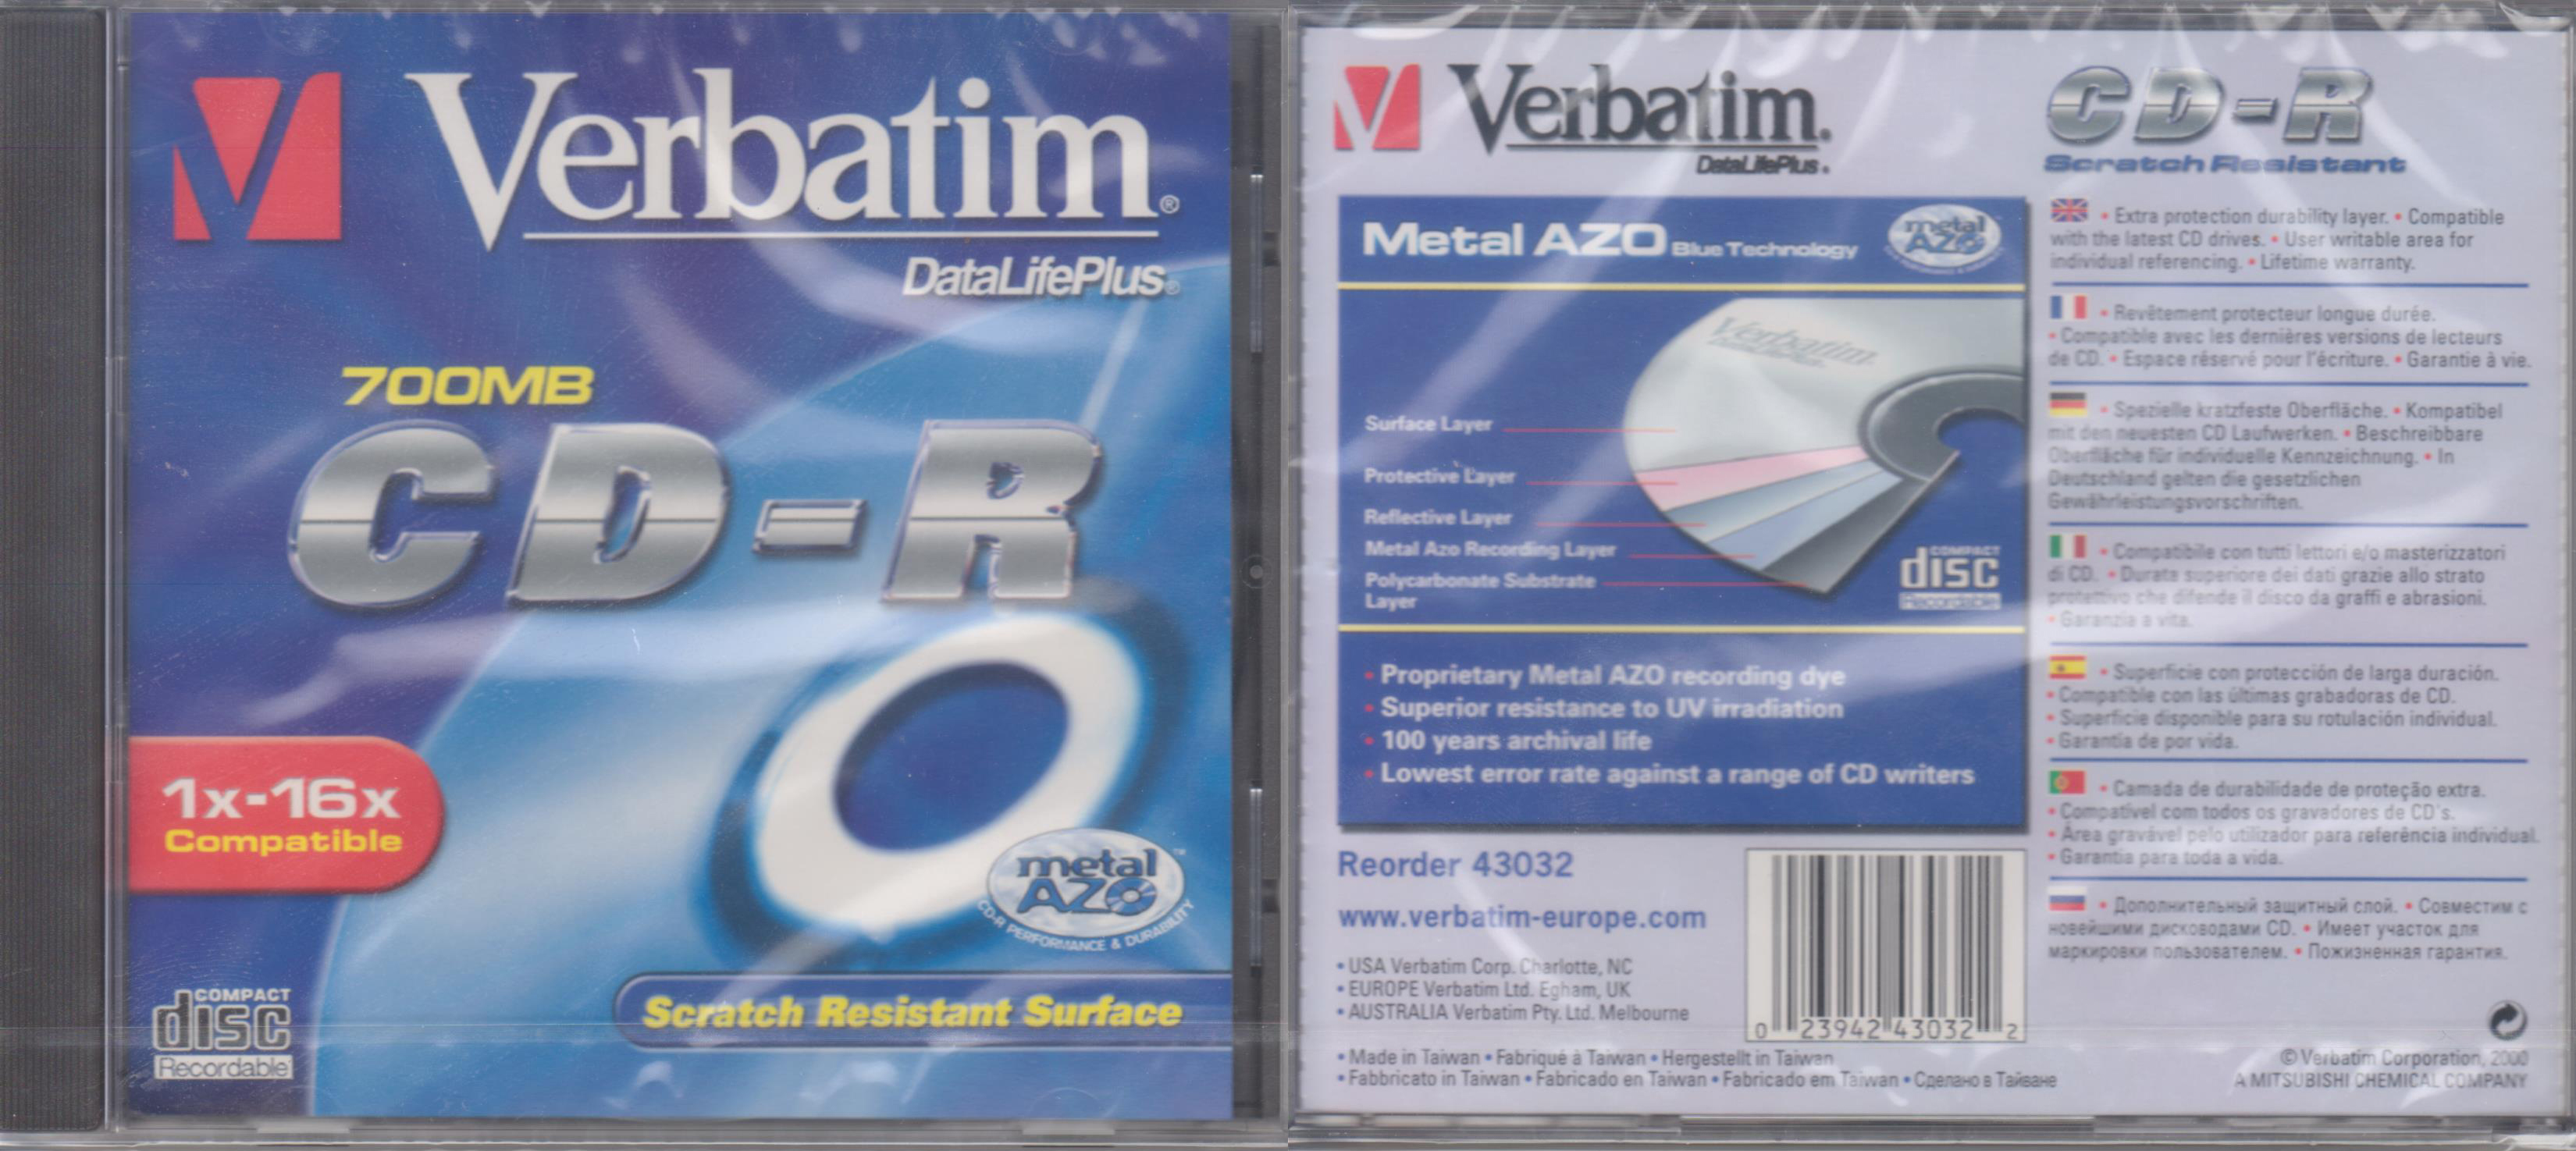 Verbatim®
DataLifePlus®
700MB
CD-R
1x-16x
Compatible
metal™
AZO
CD-R PERFORMANCE & DURABILITY
Scratch Resistant Surface
COMPACT
disc
Recordable
Verbatim®
DataLifePlus®
CD-R
Scratch Resistant
Metal AZO Blue Technology
metal
AZO
Verbatim
DataLifePlus
Surface Layer
Protective Layer
Reflective Layer
Metal Azo Recording Layer
Polycarbonate Substrate
Layer
COMPACT
disc
Recordable
• Proprietary Metal AZO recording dye
• Superior resistance to UV irradiation
• 100 years archival life
• Lowest error rate against a range of CD writers
Reorder 43032
www.verbatim-europe.com
• USA Verbatim Corp. Charlotte, NC
• EUROPE Verbatim Ltd. Egham, UK
• AUSTRALIA Verbatim Pty. Ltd. Melbourne
0 23942 43032 2
• Made in Taiwan • Fabriqué à Taiwan • Hergestellt in Taiwan
• Fabbricato in Taiwan • Fabricado en Taiwan • Fabricado em Taiwan • Сделано в Тайване
• Extra protection durability layer. • Compatible
with the latest CD drives. • User writable area for
individual referencing. • Lifetime warranty.
• Revêtement protecteur longue durée.
• Compatible avec les dernières versions de lecteurs
de CD. • Espace réservé pour l'écriture. • Garantie à vie.
• Spezielle kratzfeste Oberfläche. • Kompatibel
mit den neuesten CD Laufwerken. • Beschreibbare
Oberfläche für individuelle Kennzeichnung. • In
Deutschland gelten die gesetzlichen
Gewährleistungsvorschriften.
• Compatibile con tutti lettori e/o masterizzatori
di CD. • Durata superiore dei dati grazie allo strato
protettivo che difende il disco da graffi e abrasioni.
• Garanzia a vita.
• Superficie con protección de larga duración.
• Compatible con las últimas grabadoras de CD.
• Superficie disponible para su rotulación individual.
• Garantía de por vida.
• Camada de durabilidade de proteção extra.
• Compatível com todos os gravadores de CD's.
• Área gravável pelo utilizador para referência individual.
• Garantia para toda a vida.
• Дополнительный защитный слой. • Совместим с
новейшими дисководами CD. • Имеет участок для
маркировки пользователем. • Пожизненная гарантия.
© Verbatim Corporation, 2000
A MITSUBISHI CHEMICAL COMPANY